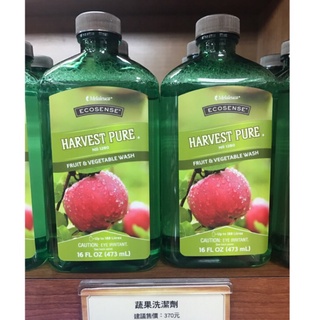 Melaleuca
ECOSENSE
HARVEST PURE
FRUIT & VEGETABLE WASH
CAUTION: EYE IRRITANT.
16 FL OZ (473 mL)
Melaleuca
ECOSENSE
HARVEST PURE
FRUIT & VEGETABLE WASH
CAUTION: EYE IRRITANT.
16 FL OZ (473 mL)
蔬果洗潔劑
建議售價：370元